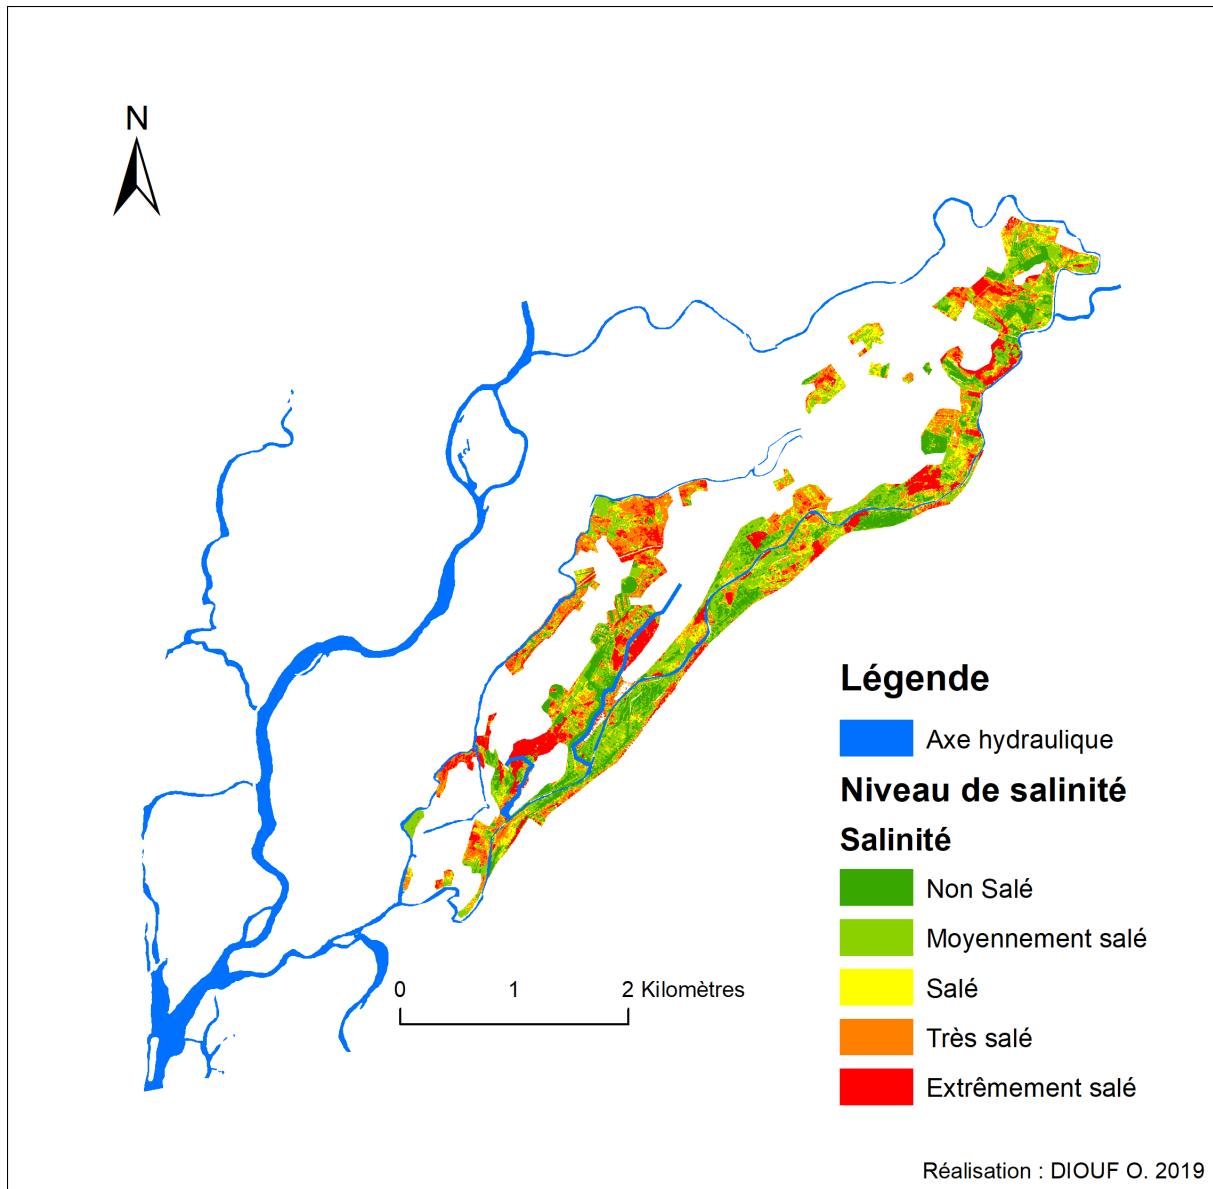 N
Légende
Axe hydraulique
Niveau de salinité
Salinité
Non Salé
Moyennement salé
Salé
Très salé
Extrêmement salé
0 1 2 Kilomètres
Réalisation : DIOUF O. 2019